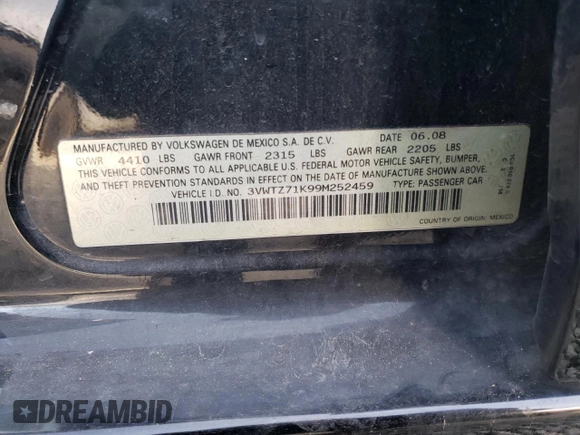 MANUFACTURED BY VOLKSWAGEN DE MEXICO S.A. DE C.V. DATE 06.08
GVWR 4410 LBS GAWR FRONT 2315 LBS GAWR REAR 2205 LBS
THIS VEHICLE CONFORMS TO ALL APPLICABLE U.S. FEDERAL MOTOR VEHICLE SAFETY, BUMPER,
AND THEFT PREVENTION STANDARDS IN EFFECT ON THE DATE OF MANUFACTURE SHOWN ABOVE.
VEHICLE I.D. NO. 3VWTZ71K99M252459 TYPE: PASSENGER CAR
COUNTRY OF ORIGIN: MEXICO
DREAMBID